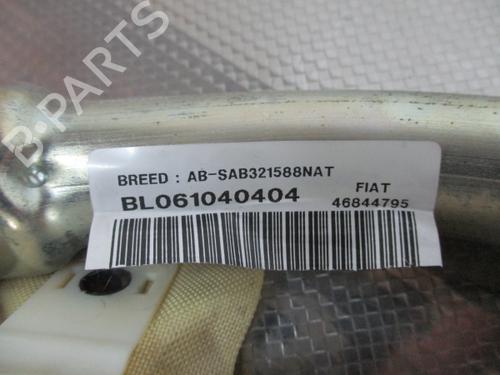 B-PARTS
BREED : AB-SAB321588NAT
BL061040404
FIAT
46844795